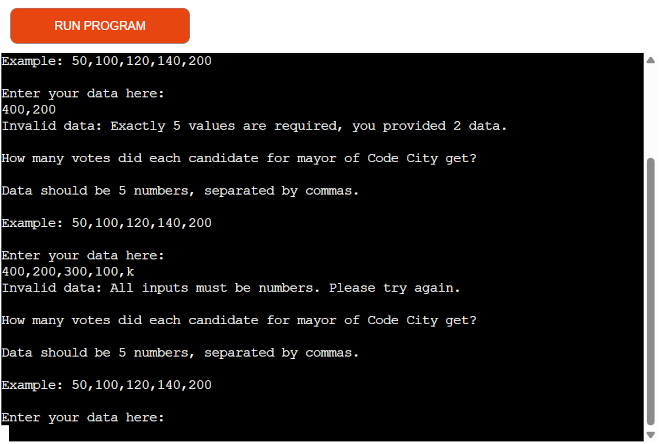 RUN PROGRAM
Example: 50,100,120,140,200
Enter your data here:
400,200
Invalid data: Exactly 5 values are required, you provided 2 data.
How many votes did each candidate for mayor of Code City get?
Data should be 5 numbers, separated by commas.
Example: 50,100,120,140,200
Enter your data here:
400,200,300,100,k
Invalid data: All inputs must be numbers. Please try again.
How many votes did each candidate for mayor of Code City get?
Data should be 5 numbers, separated by commas.
Example: 50,100,120,140,200
Enter your data here: